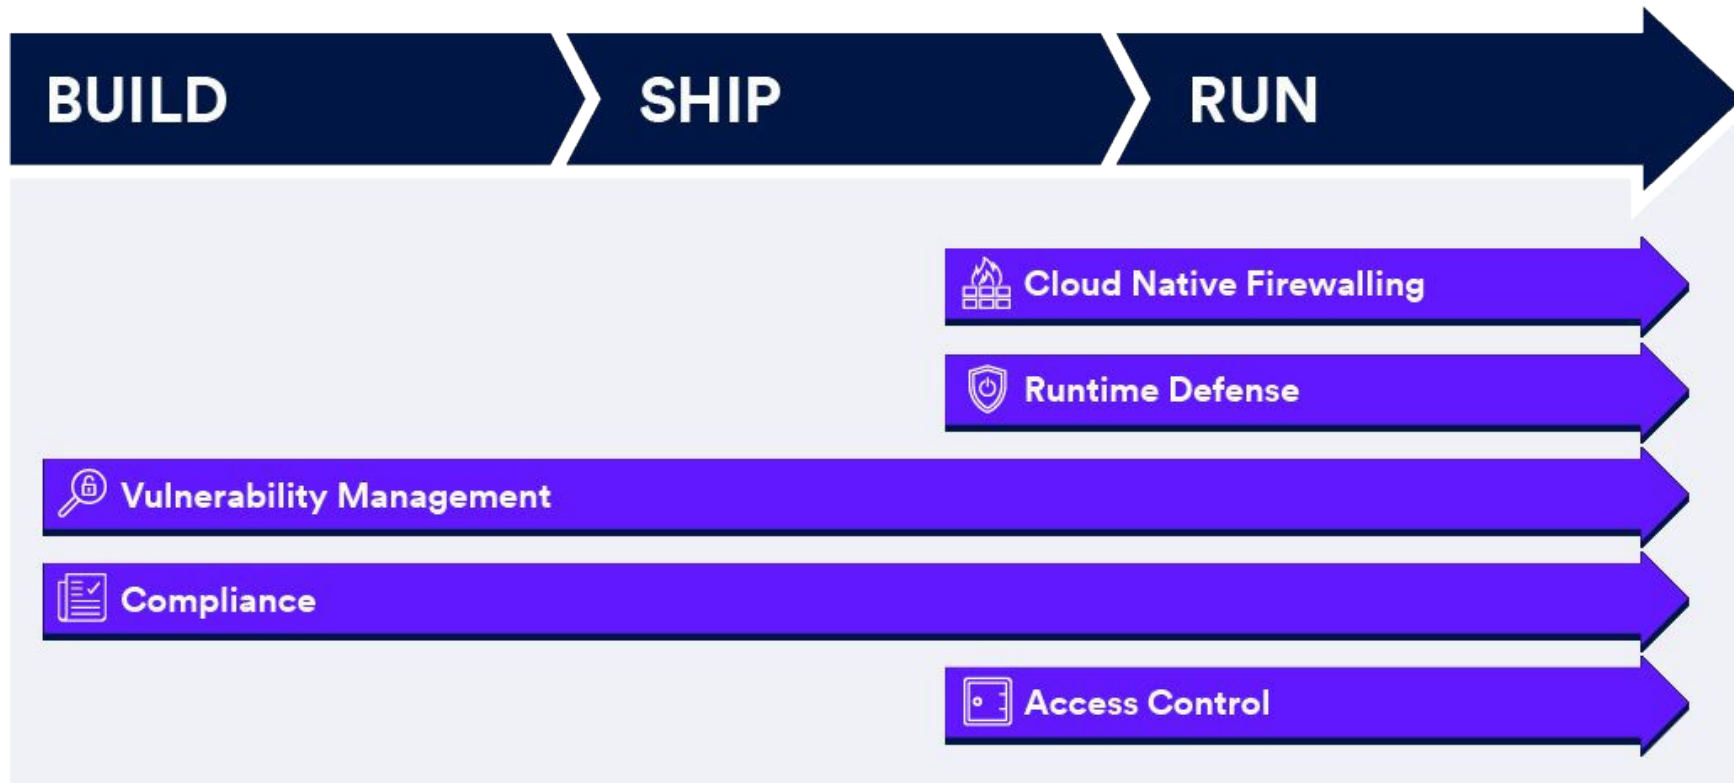 BUILD SHIP RUN
Cloud Native Firewalling
Runtime Defense
Vulnerability Management
Compliance
Access Control